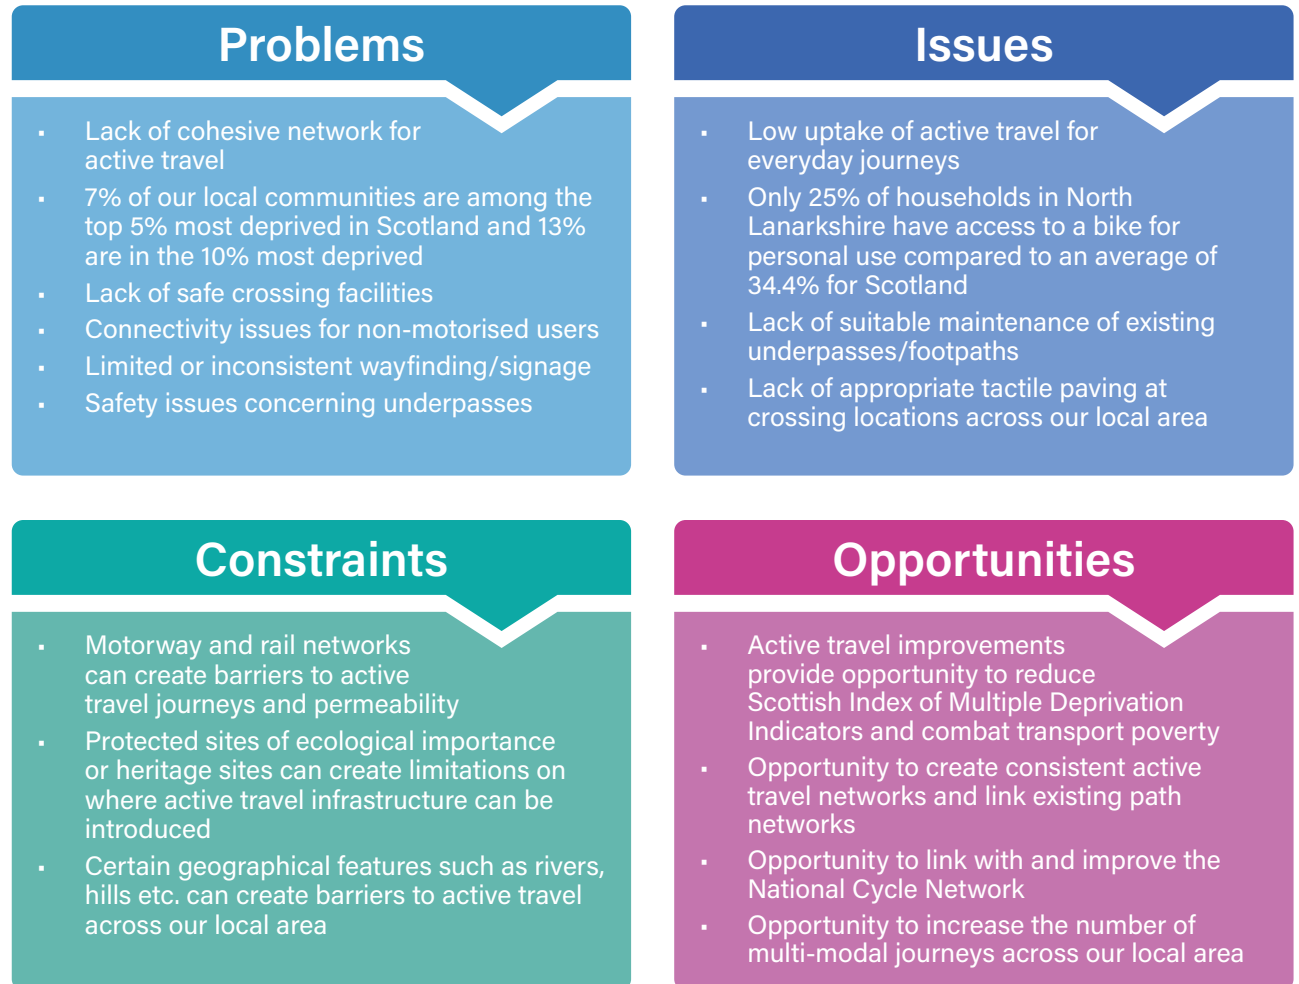 Problems
▪ Lack of cohesive network for
active travel
▪ 7% of our local communities are among the
top 5% most deprived in Scotland and 13%
are in the 10% most deprived
▪ Lack of safe crossing facilities
▪ Connectivity issues for non-motorised users
▪ Limited or inconsistent wayfinding/signage
▪ Safety issues concerning underpasses
Issues
▪ Low uptake of active travel for
everyday journeys
▪ Only 25% of households in North
Lanarkshire have access to a bike for
personal use compared to an average of
34.4% for Scotland
▪ Lack of suitable maintenance of existing
underpasses/footpaths
▪ Lack of appropriate tactile paving at
crossing locations across our local area
Constraints
▪ Motorway and rail networks
can create barriers to active
travel journeys and permeability
▪ Protected sites of ecological importance
or heritage sites can create limitations on
where active travel infrastructure can be
introduced
▪ Certain geographical features such as rivers,
hills etc. can create barriers to active travel
across our local area
Opportunities
▪ Active travel improvements
provide opportunity to reduce
Scottish Index of Multiple Deprivation
Indicators and combat transport poverty
▪ Opportunity to create consistent active
travel networks and link existing path
networks
▪ Opportunity to link with and improve the
National Cycle Network
▪ Opportunity to increase the number of
multi-modal journeys across our local area